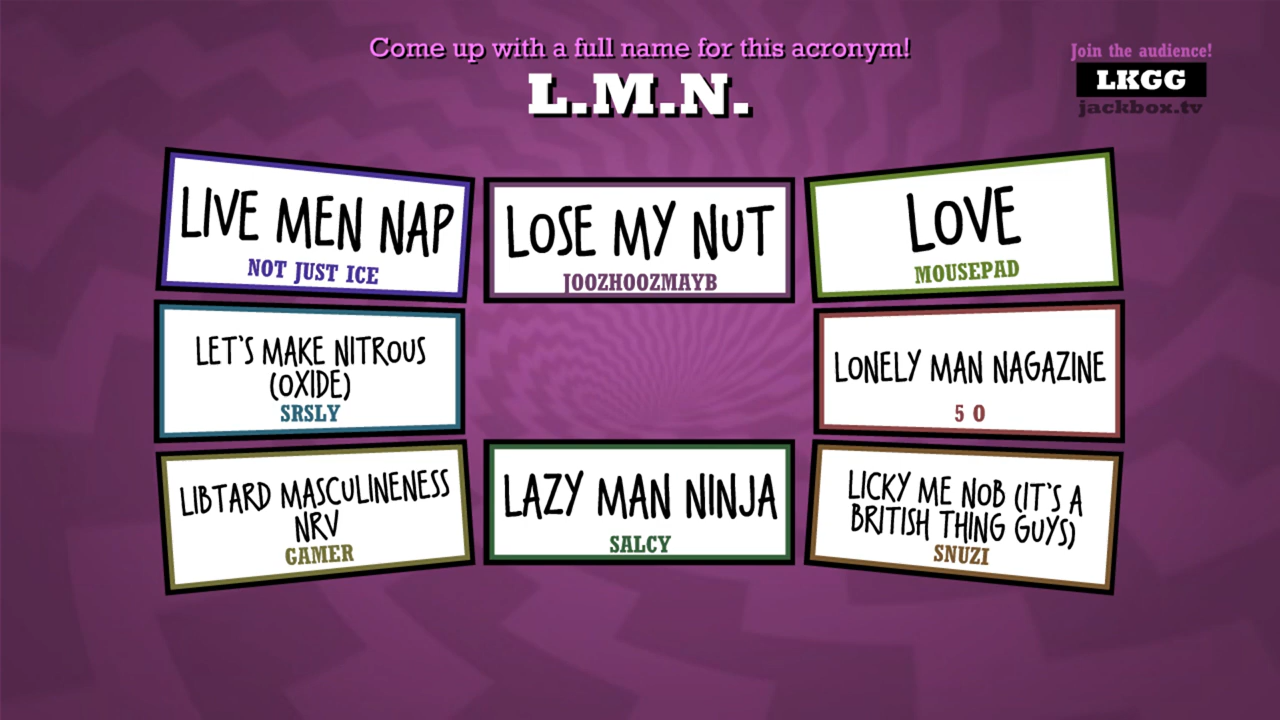 Come up with a full name for this acronym!
L.M.N.
Join the audience!
LKGG
jackbox.tv
LIVE MEN NAP
NOT JUST ICE
LOSE MY NUT
JOOZHOOZMAYB
LOVE
MOUSEPAD
LET'S MAKE NITROUS
(OXIDE)
SRSLY
LONELY MAN NAGAZINE
5 0
LIBTARD MASCULINENESS
NRV
GAMER
LAZY MAN NINJA
SALCY
LICKY ME NOB (IT'S A
BRITISH THING GUYS)
SNUZI